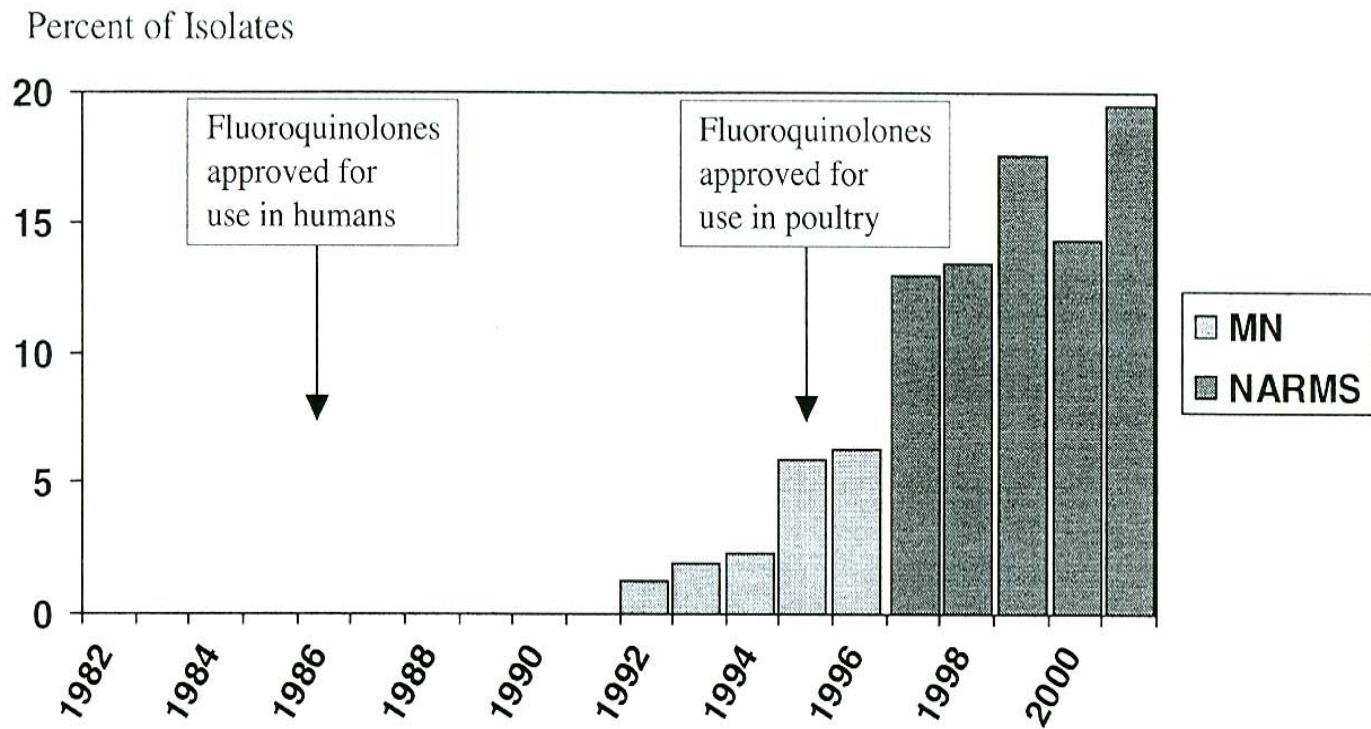 Percent of Isolates
20
15
10
5
0
Fluoroquinolones
approved for
use in humans
Fluoroquinolones
approved for
use in poultry
MN
NARMS
1982
1984
1986
1988
1990
1992
1994
1996
1998
2000